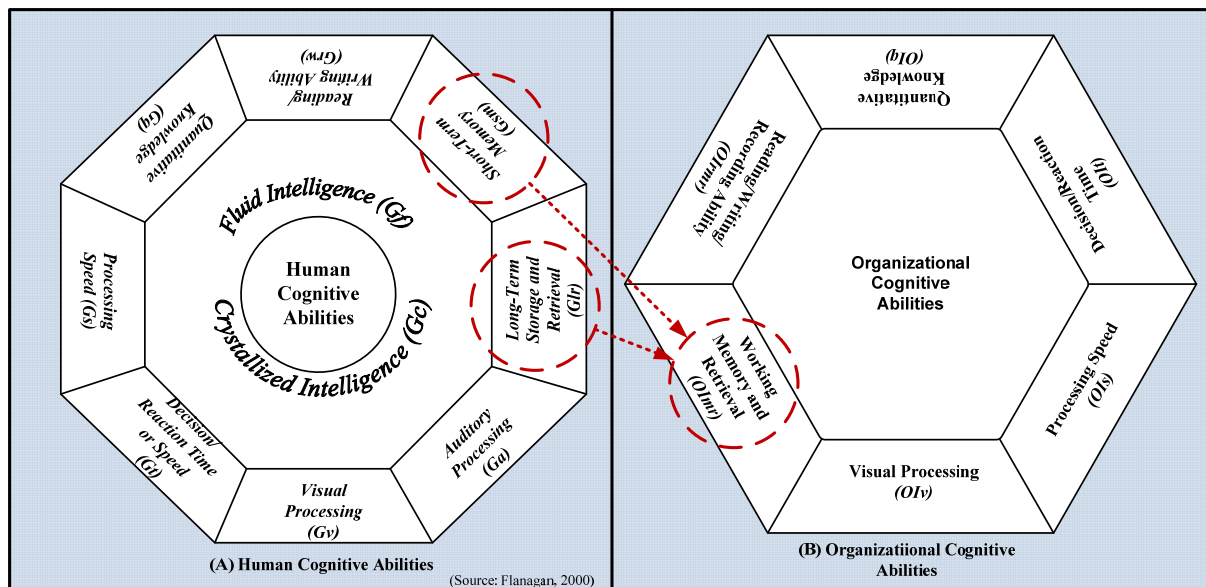 Reading/
Writing Ability
(Grw)
Short-Term
Memory
(Gsm)
Long-Term
Storage and
Retrieval
(Glr)
Auditory
Processing
(Ga)
Visual
Processing
(Gv)
Decision/
Reaction Time
or Speed
(Gt)
Processing
Speed (Gs)
Quantitative
Knowledge
(Gq)
Fluid Intelligence (Gf)
Human
Cognitive
Abilities
Crystallized Intelligence (Gc)
(A) Human Cognitive Abilities
(Source: Flanagan, 2000)
Quantitative
Knowledge
(OIq)
Decision/Reaction
Time
(OIt)
Processing Speed
(OIs)
Visual Processing
(OIv)
Working
Memory and
Retrieval
(OImr)
Reading/Writing/
Recording Ability
(OIrmr)
Organizational
Cognitive
Abilities
(B) Organizatiional Cognitive
Abilities